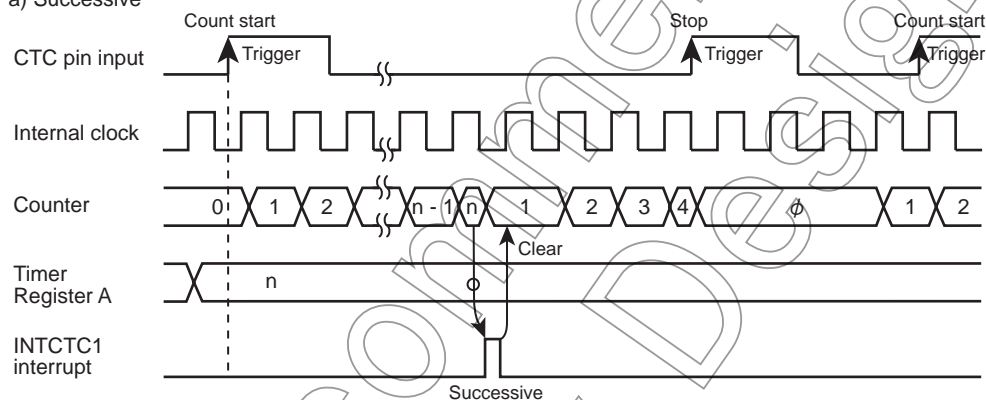 a) Successive
Count start
Stop
Count start
CTC pin input
Trigger
Trigger
Trigger
Internal clock
Counter
0 1 2 n - 1 n 1 2 3 4 ϕ 1 2
Clear
Timer
Register A
n
INTCTC1
interrupt
Successive